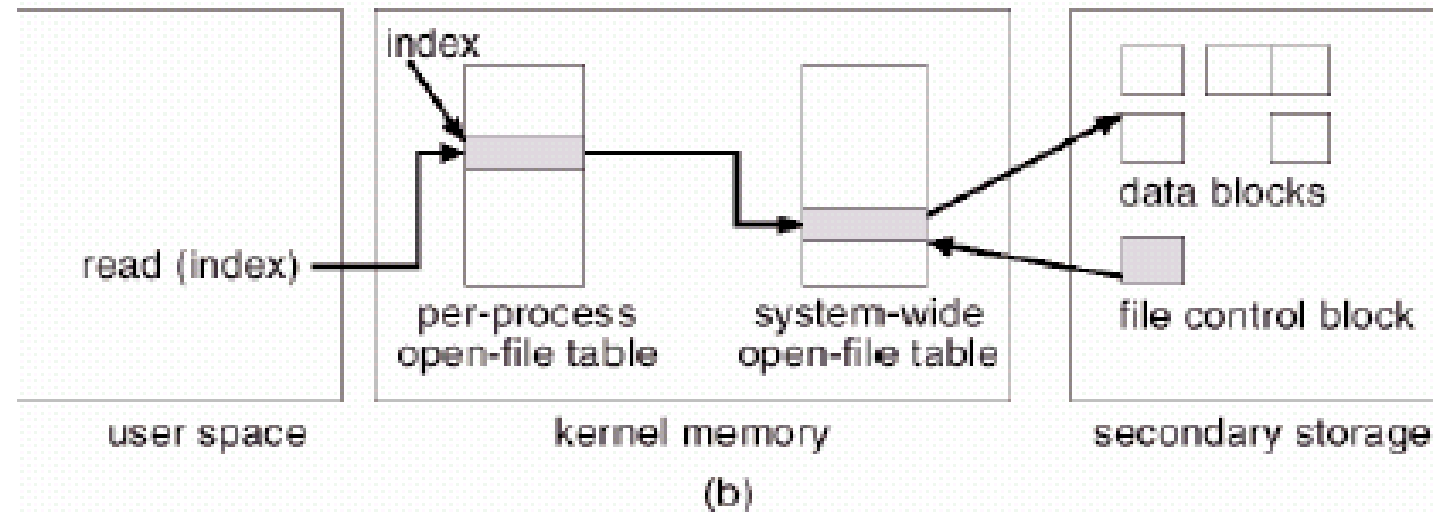 index
read (index)
per-process
open-file table
system-wide
open-file table
data blocks
file control block
user space
kernel memory
secondary storage
(b)